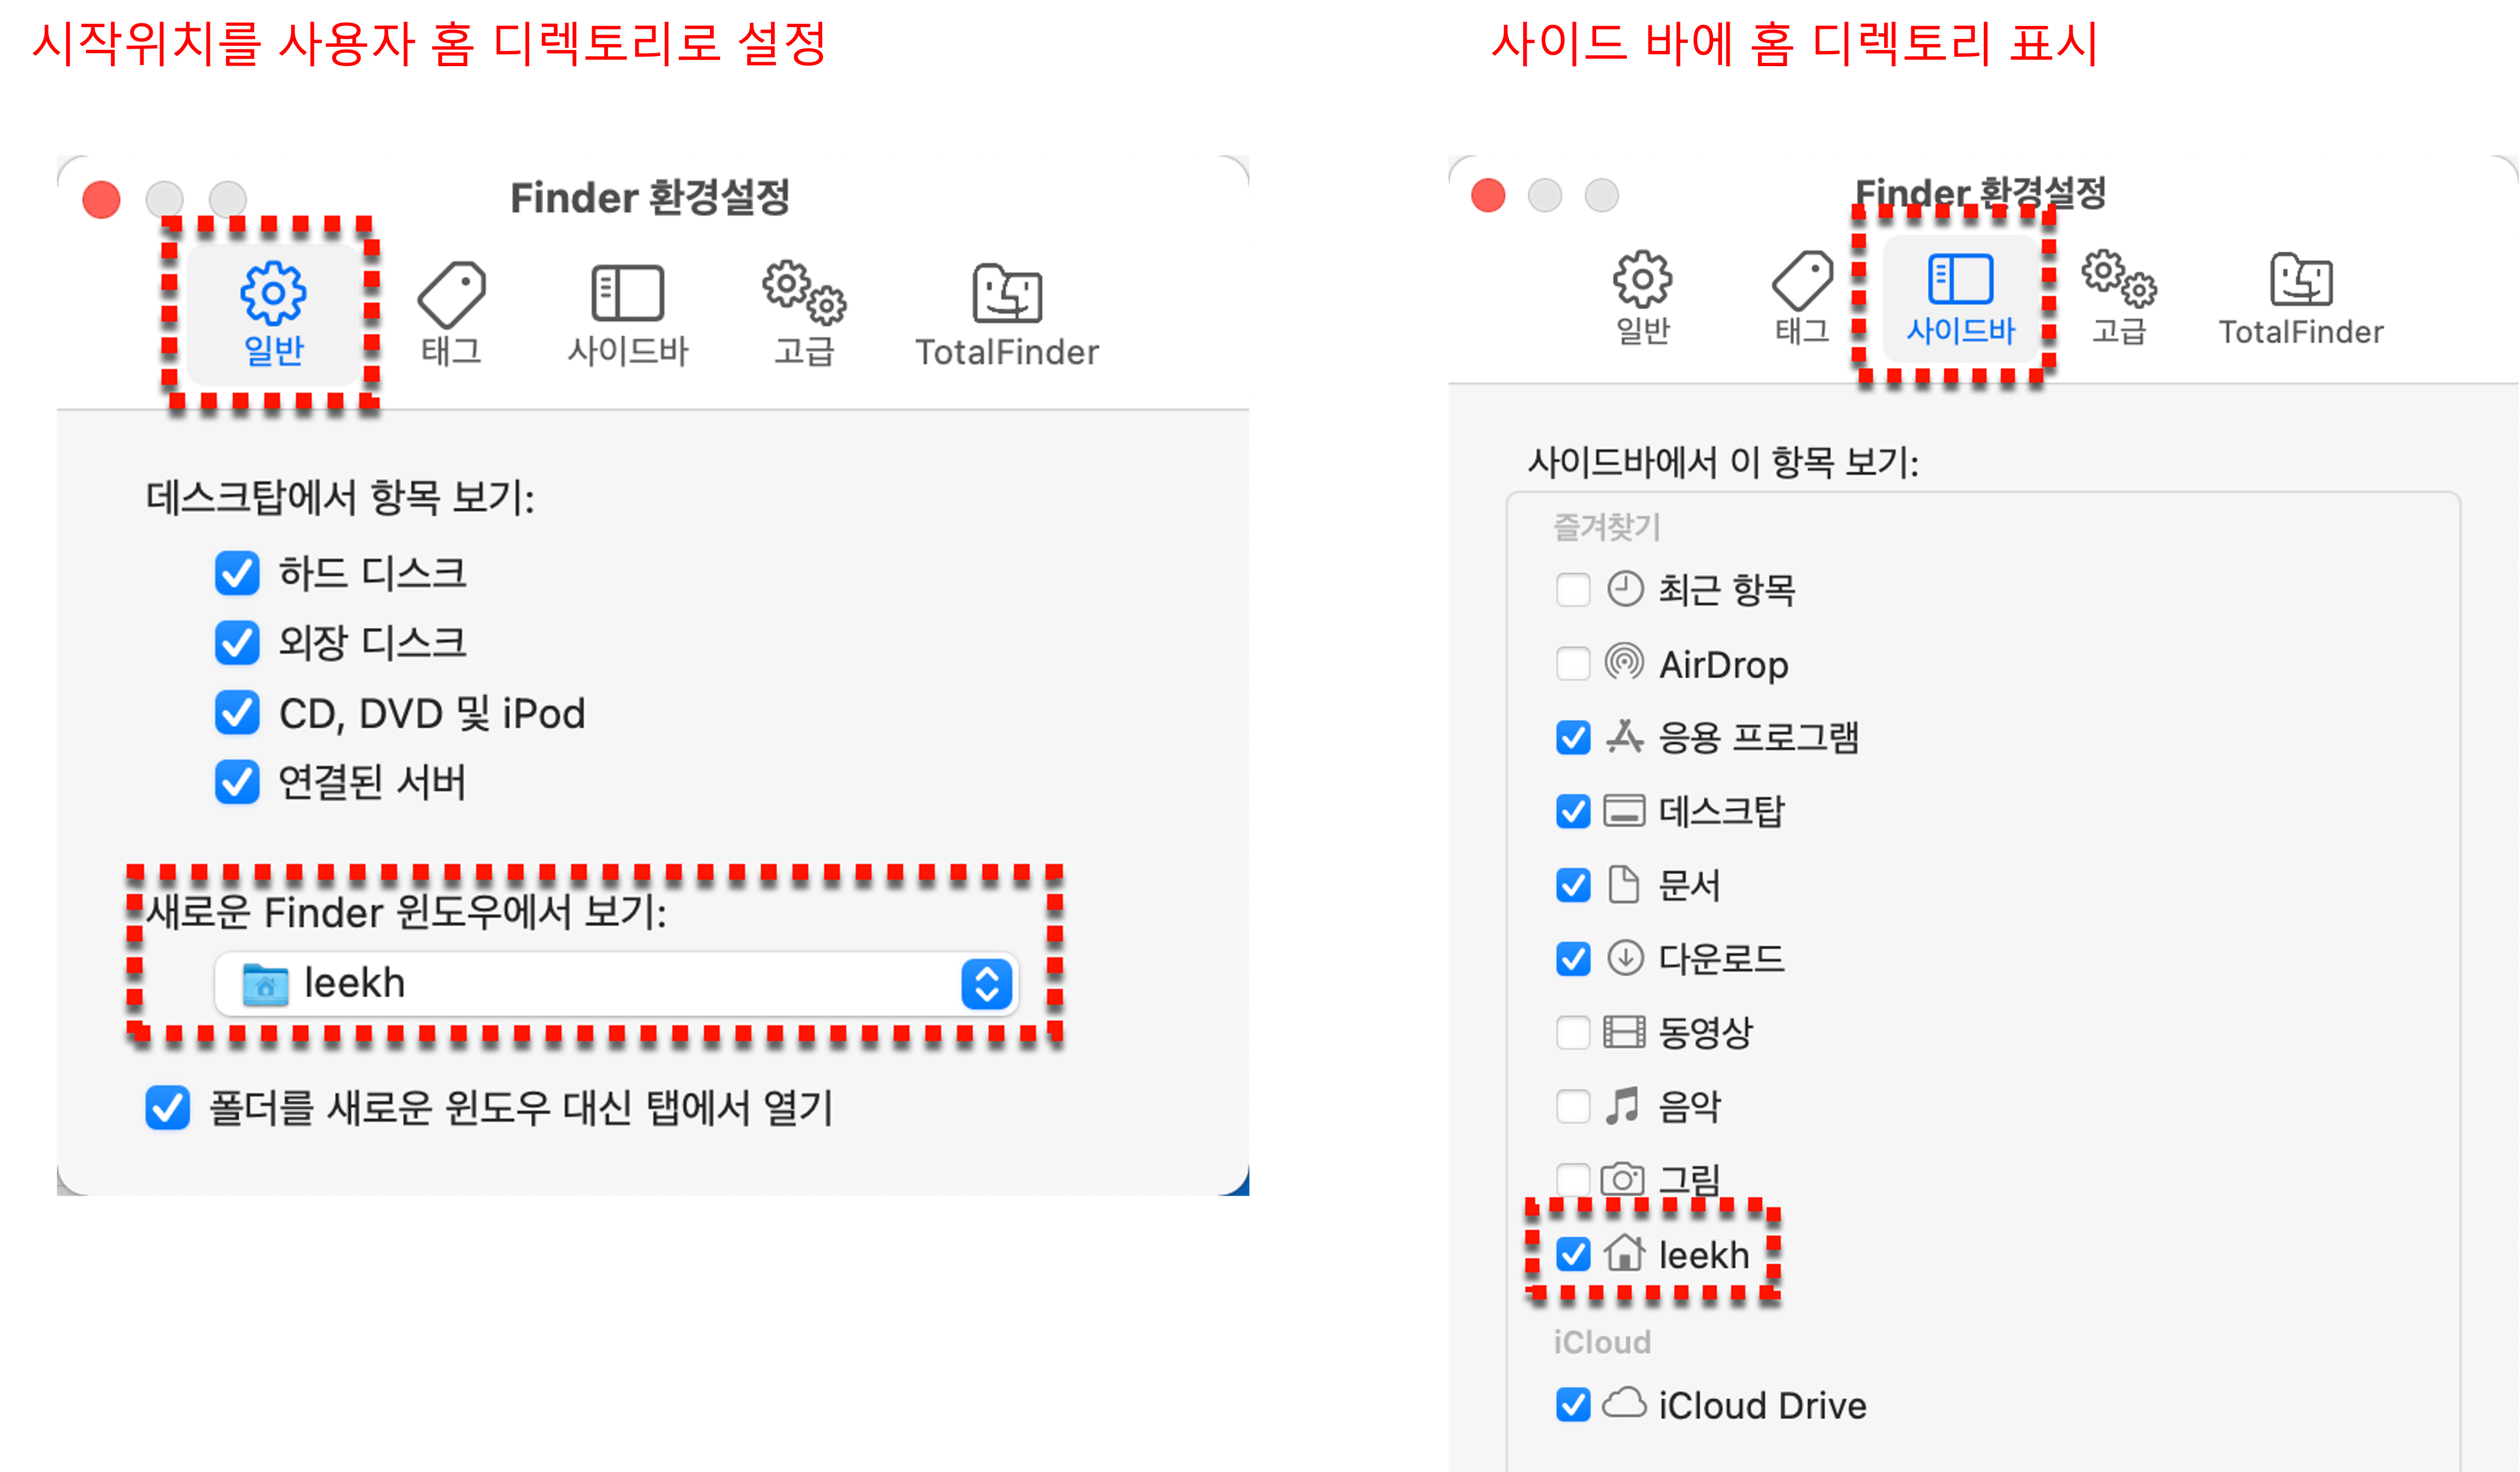 시작위치를 사용자 홈 디렉토리로 설정
Finder 환경설정
일반 태그 사이드바 고급 TotalFinder
데스크탑에서 항목 보기:
하드 디스크
외장 디스크
CD, DVD 및 iPod
연결된 서버
새로운 Finder 윈도우에서 보기:
leekh
폴더를 새로운 윈도우 대신 탭에서 열기
사이드 바에 홈 디렉토리 표시
Finder 환경설정
일반 태그 사이드바 고급 TotalFinder
사이드바에서 이 항목 보기:
즐겨찾기
최근 항목
AirDrop
응용 프로그램
데스크탑
문서
다운로드
동영상
음악
그림
leekh
iCloud
iCloud Drive